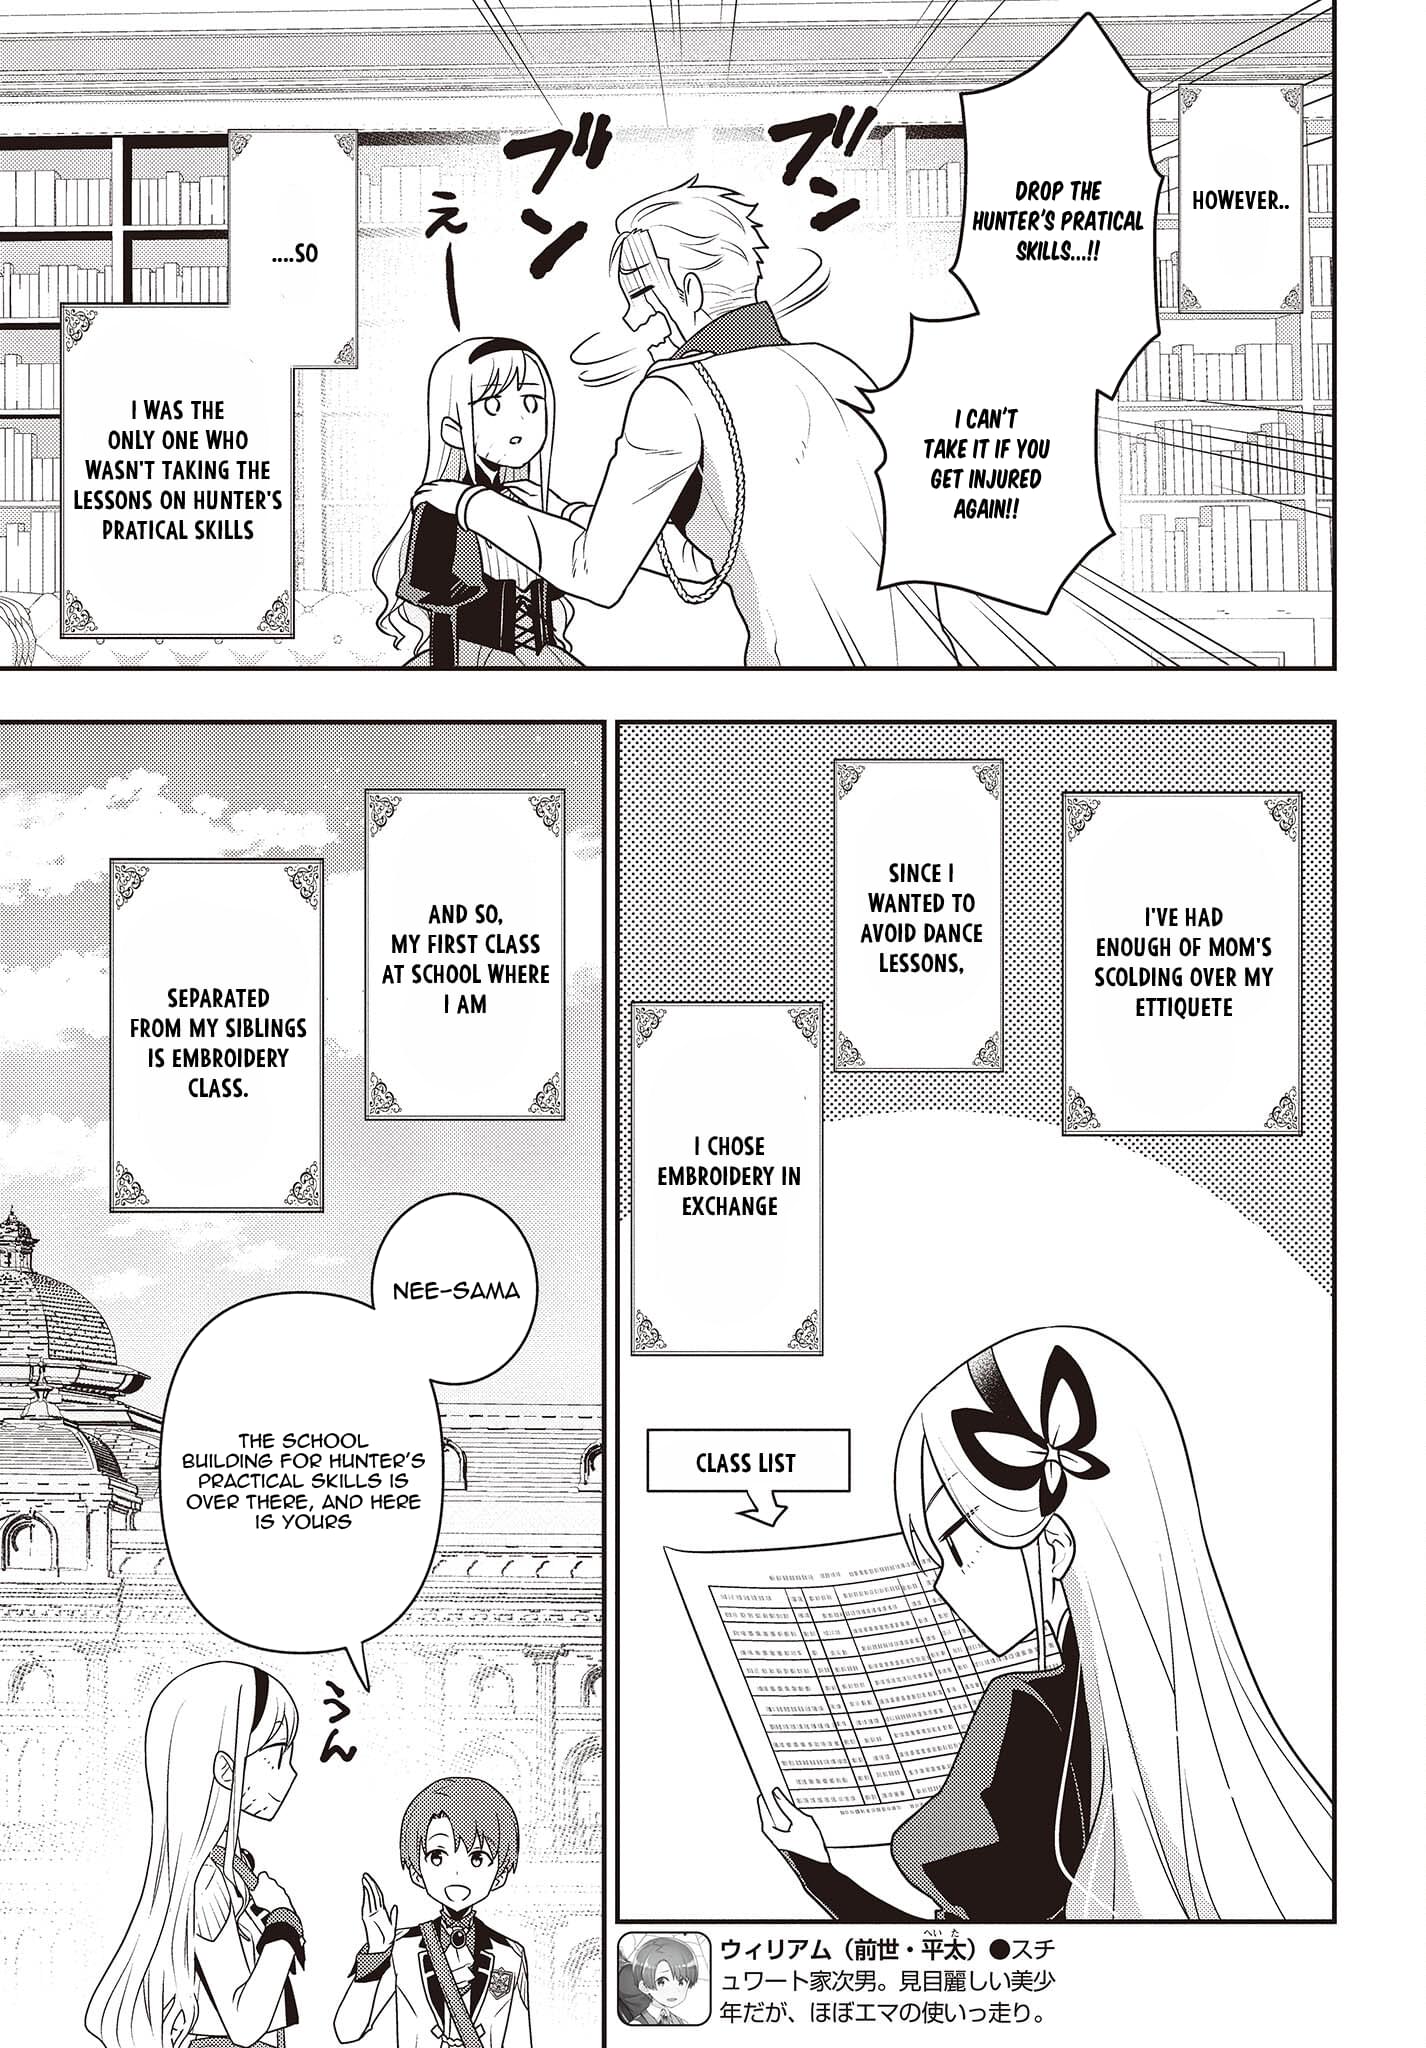 HOWEVER..
DROP THE
HUNTER'S PRATICAL
SKILLS...!!
I CAN'T
TAKE IT IF YOU
GET INJURED
AGAIN!!
ブン
ブン
えー
....SO
I WAS THE
ONLY ONE WHO
WASN'T TAKING THE
LESSONS ON HUNTER'S
PRATICAL SKILLS
I'VE HAD
ENOUGH OF MOM'S
SCOLDING OVER MY
ETTIQUETE
SINCE I
WANTED TO
AVOID DANCE
LESSONS,
I CHOSE
EMBROIDERY IN
EXCHANGE
CLASS LIST
AND SO,
MY FIRST CLASS
AT SCHOOL WHERE
I AM
SEPARATED
FROM MY SIBLINGS
IS EMBROIDERY
CLASS.
NEE-SAMA
THE SCHOOL
BUILDING FOR HUNTER'S
PRACTICAL SKILLS IS
OVER THERE, AND HERE
IS YOURS
うん
へいた
ウィリアム（前世・平太）●スチ
ュワート家次男。見目麗しい美少
年だが、ほぼエマの使いっ走り。